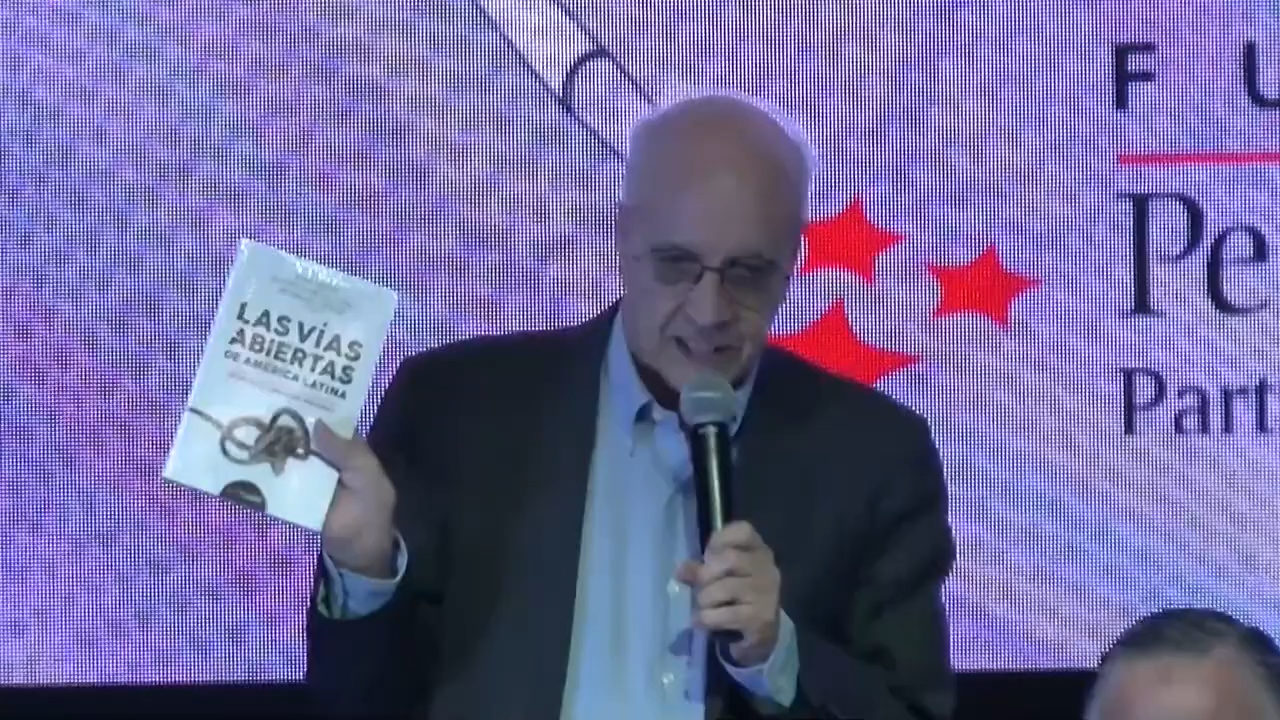 LAS VÍAS
ABIERTAS
DE AMÉRICA LATINA
F U
Pe
Part